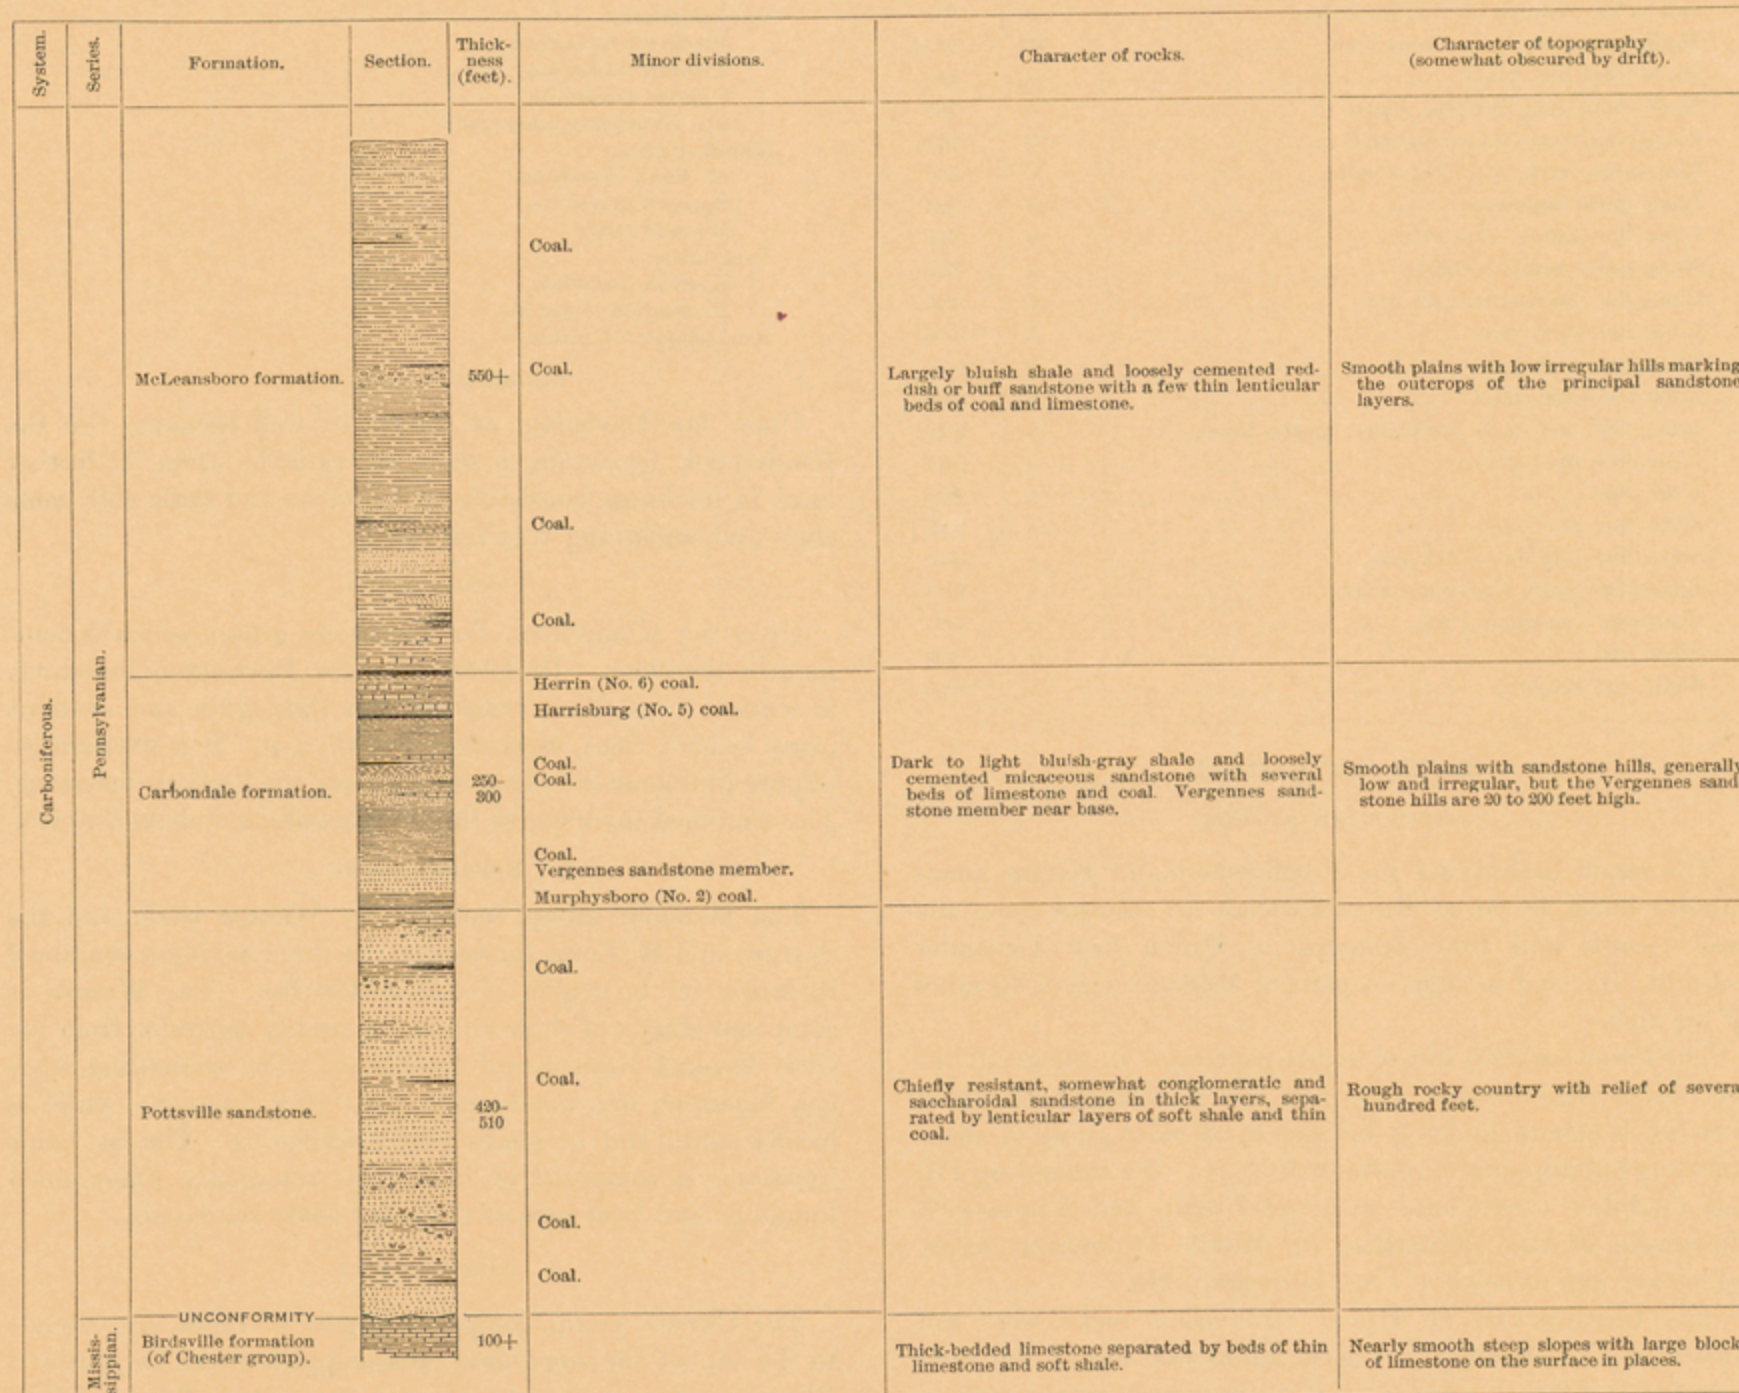 System.
Series.
Formation.
Section.
Thick-
ness
(feet).
Minor divisions.
Character of rocks.
Character of topography
(somewhat obscured by drift).
Carboniferous.
Pennsylvanian.
McLeansboro formation.
550+
Coal.
Coal.
Coal.
Coal.
Largely bluish shale and loosely cemented red-
dish or buff sandstone with a few thin lenticular
beds of coal and limestone.
Smooth plains with low irregular hills marking
the outcrops of the principal sandstone
layers.
Carbondale formation.
250–
300
Herrin (No. 6) coal.
Harrisburg (No. 5) coal.
Coal.
Coal.
Coal.
Vergennes sandstone member.
Murphysboro (No. 2) coal.
Dark to light bluish-gray shale and loosely
cemented micaceous sandstone with several
beds of limestone and coal. Vergennes sand-
stone member near base.
Smooth plains with sandstone hills, generally
low and irregular, but the Vergennes sand
stone hills are 20 to 200 feet high.
Pottsville sandstone.
420–
510
Coal.
Coal.
Coal.
Coal.
Chiefly resistant, somewhat conglomeratic and
saccharoidal sandstone in thick layers, sepa-
rated by lenticular layers of soft shale and thin
coal.
Rough rocky country with relief of severa
hundred feet.
UNCONFORMITY
Missis-
sippian.
Birdsville formation
(of Chester group).
100+
Thick-bedded limestone separated by beds of thin
limestone and soft shale.
Nearly smooth steep slopes with large block
of limestone on the surface in places.